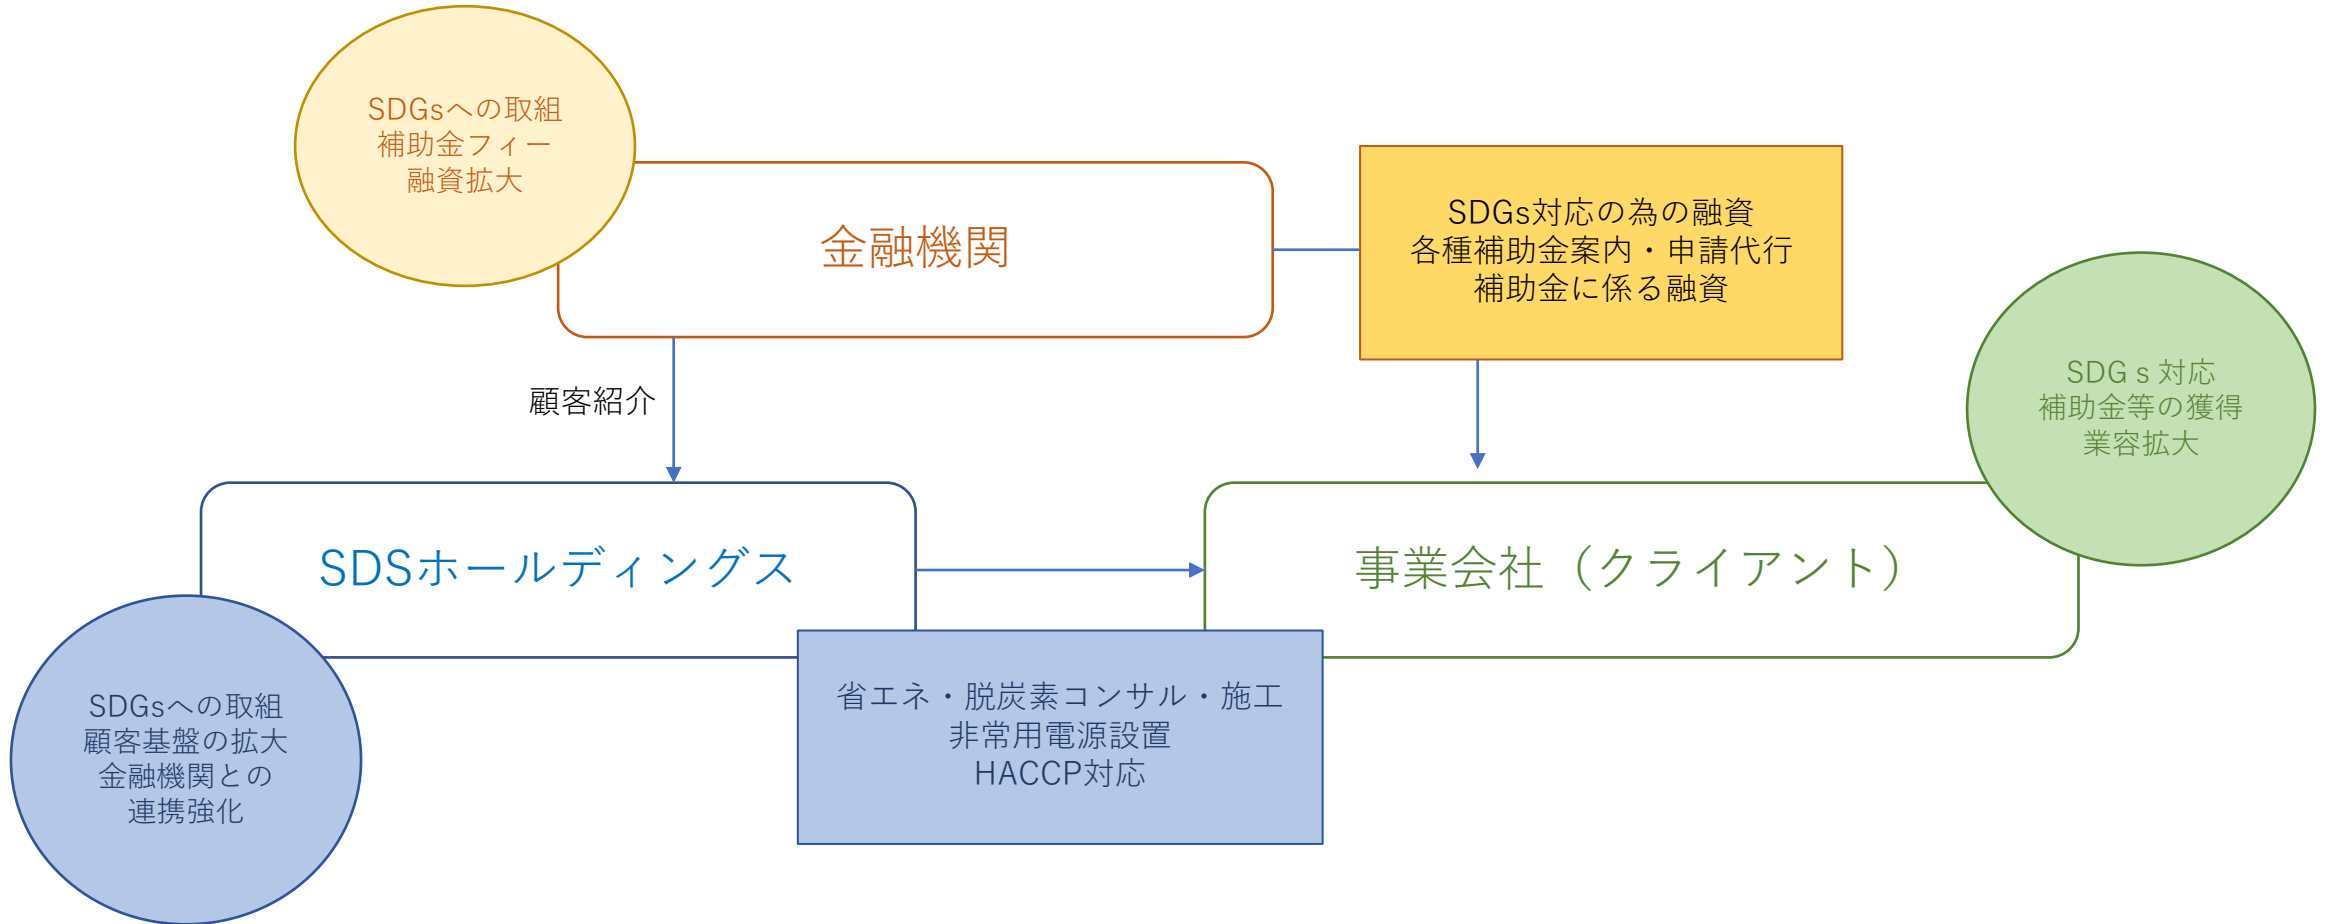 SDGsへの取組
補助金フィー
融資拡大
金融機関
SDGs対応の為の融資
各種補助金案内・申請代行
補助金に係る融資
顧客紹介
SDGｓ対応
補助金等の獲得
業容拡大
SDSホールディングス
事業会社（クライアント）
SDGsへの取組
顧客基盤の拡大
金融機関との
連携強化
省エネ・脱炭素コンサル・施工
非常用電源設置
HACCP対応